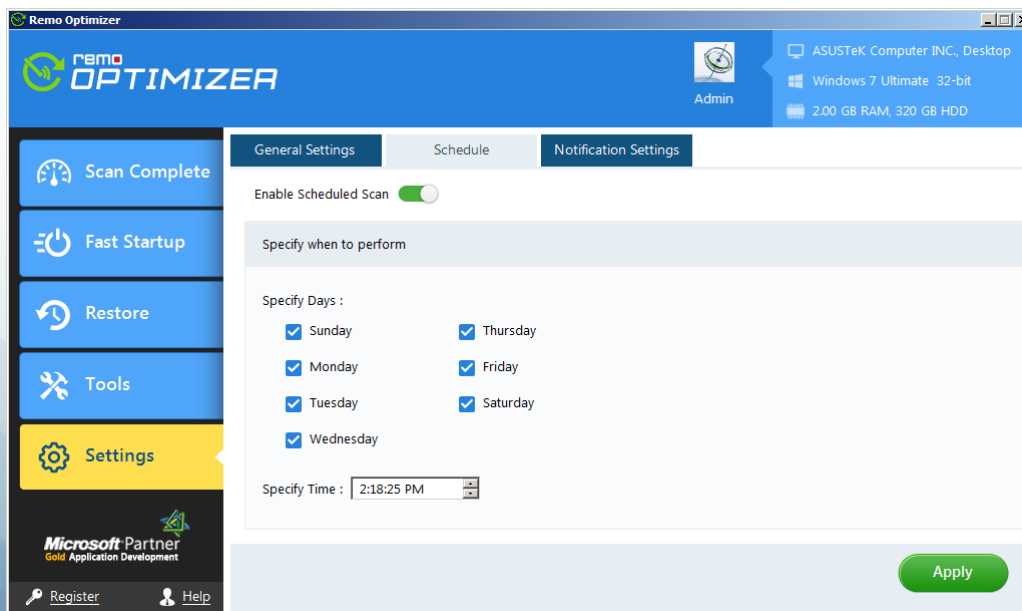 Remo Optimizer
remo
OPTIMIZER
Admin
ASUSTeK Computer INC., Desktop
Windows 7 Ultimate 32-bit
2.00 GB RAM, 320 GB HDD
Scan Complete
Fast Startup
Restore
Tools
Settings
Microsoft Partner
Gold Application Development
Register
Help
General Settings
Schedule
Notification Settings
Enable Scheduled Scan
Specify when to perform
Specify Days :
Sunday
Thursday
Monday
Friday
Tuesday
Saturday
Wednesday
Specify Time : 2:18:25 PM
Apply